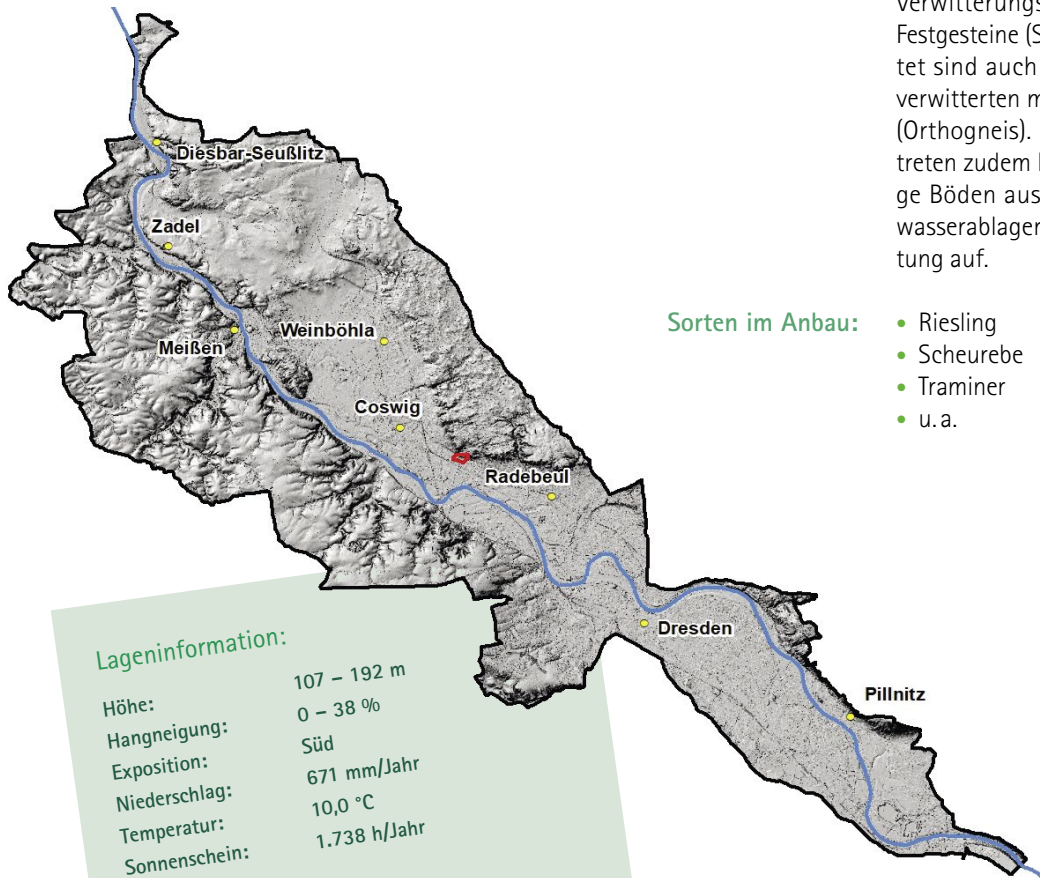 verwitterungs
Festgesteine (S
tet sind auch
verwitterten m
(Orthogneis).
treten zudem
ge Böden aus
wasserablager
tung auf.
Sorten im Anbau:
• Riesling
• Scheurebe
• Traminer
• u. a.
Diesbar-Seußlitz
Zadel
Meißen
Weinböhla
Coswig
Radebeul
Dresden
Pillnitz
Lageninformation:
Höhe: 107 – 192 m
Hangneigung: 0 – 38 %
Exposition: Süd
Niederschlag: 671 mm/Jahr
Temperatur: 10,0 °C
Sonnenschein: 1.738 h/Jahr